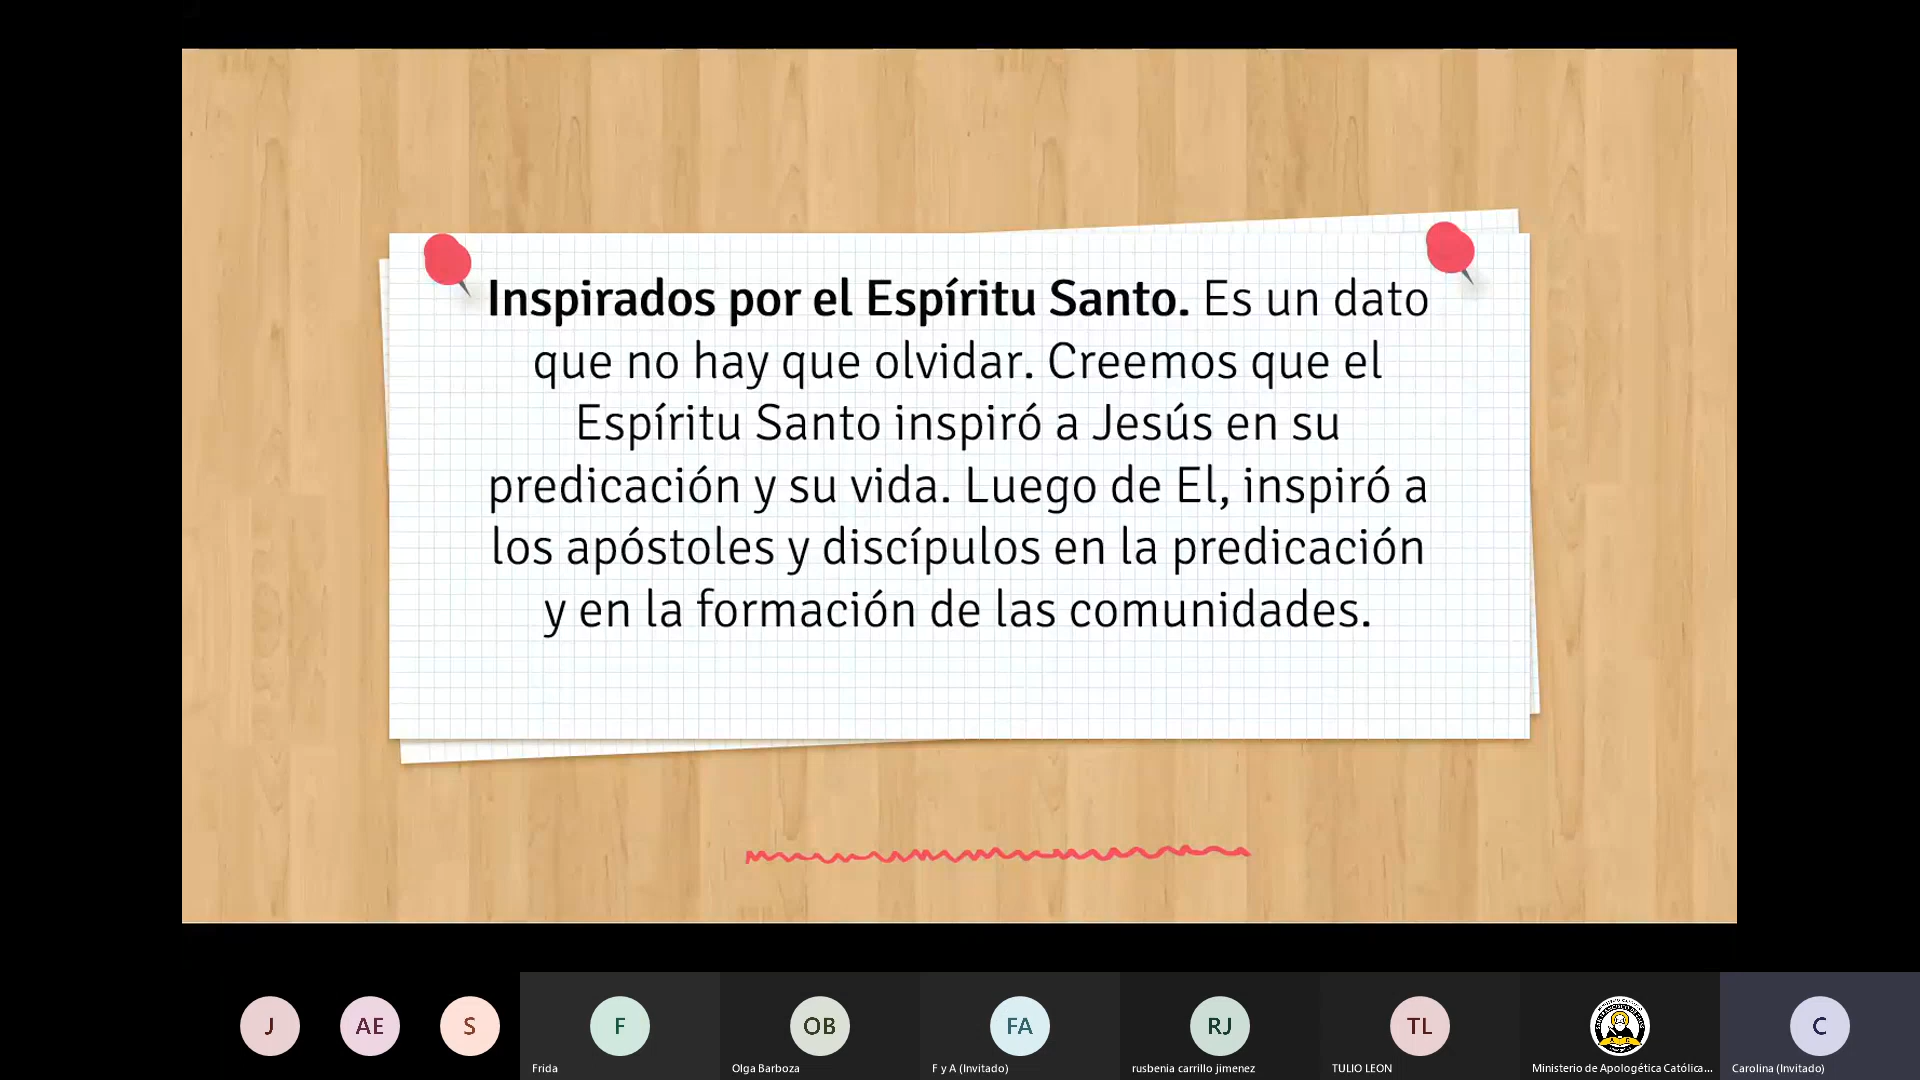 Inspirados por el Espíritu Santo. Es un dato
que no hay que olvidar. Creemos que el
Espíritu Santo inspiró a Jesús en su
predicación y su vida. Luego de El, inspiró a
los apóstoles y discípulos en la predicación
y en la formación de las comunidades.
J
AE
S
F
OB
FA
RJ
TL
C
Frida
Olga Barboza
F y A (Invitado)
rusbenia carrillo jimenez
TULIO LEON
Ministerio de Apologética Católica...
Carolina (Invitado)